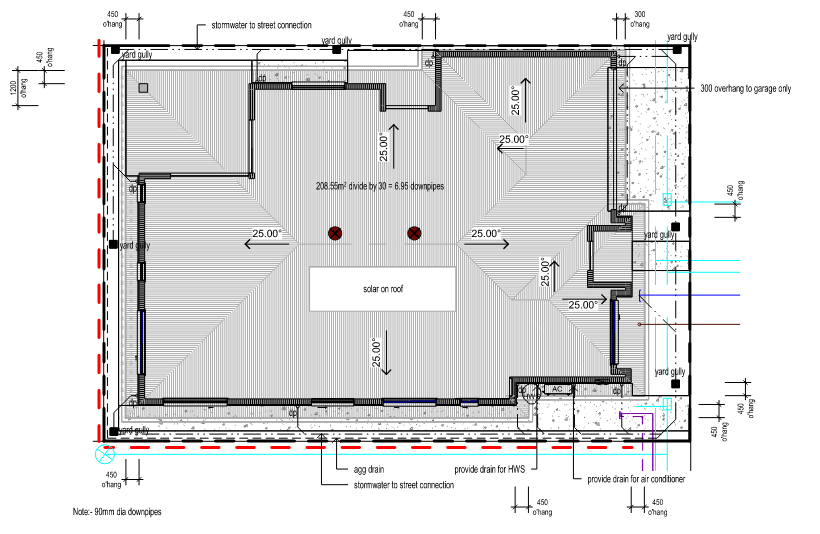 450
o'hang
stormwater to street connection
450
o'hang
300
o'hang
yard gully
yard gully
yard gully
450
o'hang
1200
o'hang
dp
dp
dp
300 overhang to garage only
25.00°
25.00°
25.00°
208.55m² divide by 30 = 6.95 downpipes
dp
450
o'hang
25.00°
25.00°
yard gully
yard gully
25.00°
solar on roof
25.00°
25.00°
yard gully
dp
AC
dp
HWS
450
o'hang
dp
450
o'hang
yard gully
agg drain
provide drain for HWS
450
o'hang
stormwater to street connection
provide drain for air conditioner
450
o'hang
450
o'hang
Note:- 90mm dia downpipes